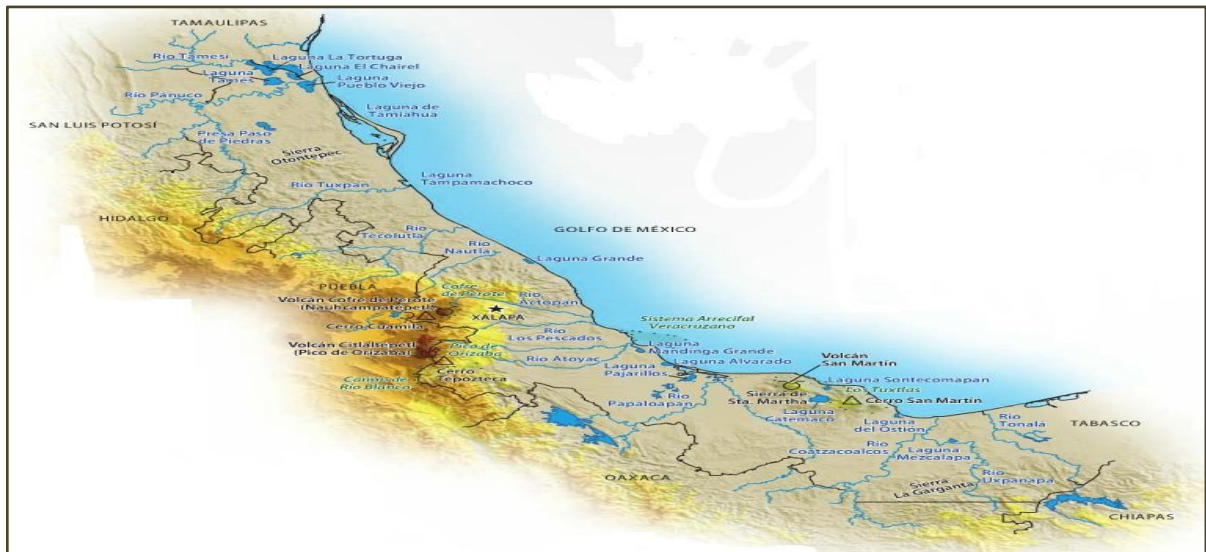 TAMAULIPAS
Río Tamesí
Laguna La Tortuga
Laguna El Chairel
Laguna
Tamés
Laguna
Pueblo Viejo
Río Pánuco
Laguna de
Tamiahua
SAN LUIS POTOSÍ
Presa Paso
de Piedras
Sierra
Otontepec
Laguna
Tampamachoco
Río Tuxpan
HIDALGO
Río
Tecolutla
Río
Nautla
GOLFO DE MÉXICO
Laguna Grande
PUEBLA
Cofre
de Perote
Volcán Cofre de Perote
(Nauhcampatépetl)
Río
Actopan
XALAPA
Cerro Cuamila
Sistema Arrecifal
Veracruzano
Río
Los Pescados
Volcán Citlaltépetl
(Pico de Orizaba)
Pico de
Orizaba
Laguna
Mandinga Grande
Río Atoyac
Laguna Alvarado
Volcán
San Martín
Cerro
Tepozteca
Laguna
Pajarillos
Cañón de
Río Blanco
Laguna Sontecomapan
Los Tuxtlas
Sierra de
Sta. Martha
Cerro San Martín
Río
Papaloapan
Laguna
Catemaco
Laguna
del Ostión
Río
Tonalá
TABASCO
Río
Coatzacoalcos
Laguna
Mezcalapa
Río
Uxpanapa
OAXACA
Sierra
La Garganta
CHIAPAS